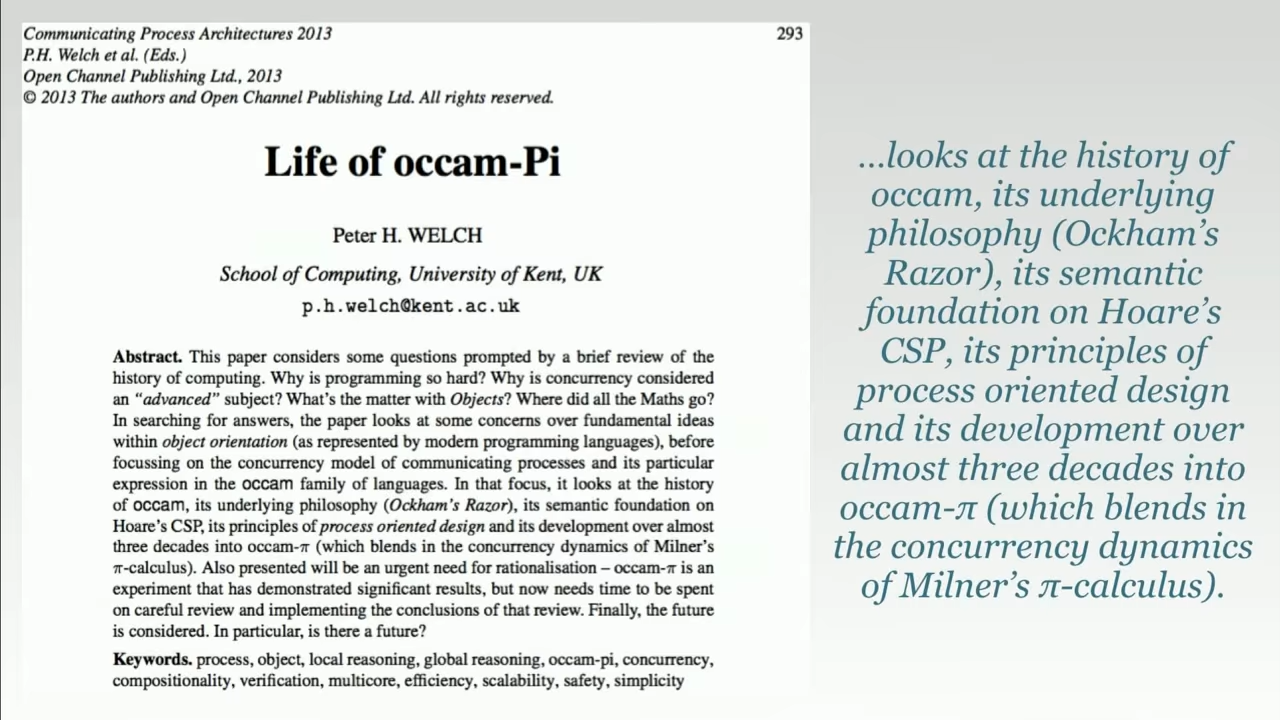 Communicating Process Architectures 2013
293
P.H. Welch et al. (Eds.)
Open Channel Publishing Ltd., 2013
© 2013 The authors and Open Channel Publishing Ltd. All rights reserved.
Life of occam-Pi
Peter H. WELCH
School of Computing, University of Kent, UK
p.h.welch@kent.ac.uk
Abstract. This paper considers some questions prompted by a brief review of the
history of computing. Why is programming so hard? Why is concurrency considered
an “advanced” subject? What’s the matter with Objects? Where did all the Maths go?
In searching for answers, the paper looks at some concerns over fundamental ideas
within object orientation (as represented by modern programming languages), before
focussing on the concurrency model of communicating processes and its particular
expression in the occam family of languages. In that focus, it looks at the history
of occam, its underlying philosophy (Ockham’s Razor), its semantic foundation on
Hoare’s CSP, its principles of process oriented design and its development over almost
three decades into occam-π (which blends in the concurrency dynamics of Milner’s
π-calculus). Also presented will be an urgent need for rationalisation – occam-π is an
experiment that has demonstrated significant results, but now needs time to be spent
on careful review and implementing the conclusions of that review. Finally, the future
is considered. In particular, is there a future?
Keywords. process, object, local reasoning, global reasoning, occam-pi, concurrency,
compositionality, verification, multicore, efficiency, scalability, safety, simplicity
...looks at the history of
occam, its underlying
philosophy (Ockham’s
Razor), its semantic
foundation on Hoare’s
CSP, its principles of
process oriented design
and its development over
almost three decades into
occam-π (which blends in
the concurrency dynamics
of Milner’s π-calculus).